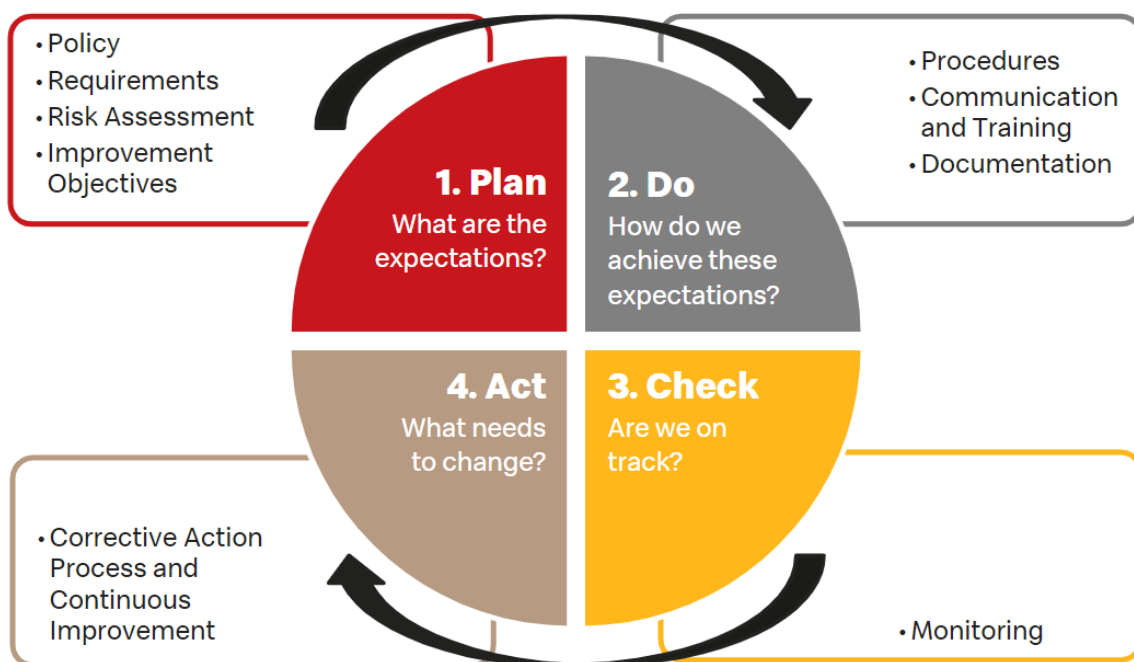 • Policy
• Requirements
• Risk Assessment
• Improvement
Objectives
• Procedures
• Communication
and Training
• Documentation
1. Plan
What are the
expectations?
2. Do
How do we
achieve these
expectations?
4. Act
What needs
to change?
3. Check
Are we on
track?
• Corrective Action
Process and
Continuous
Improvement
• Monitoring